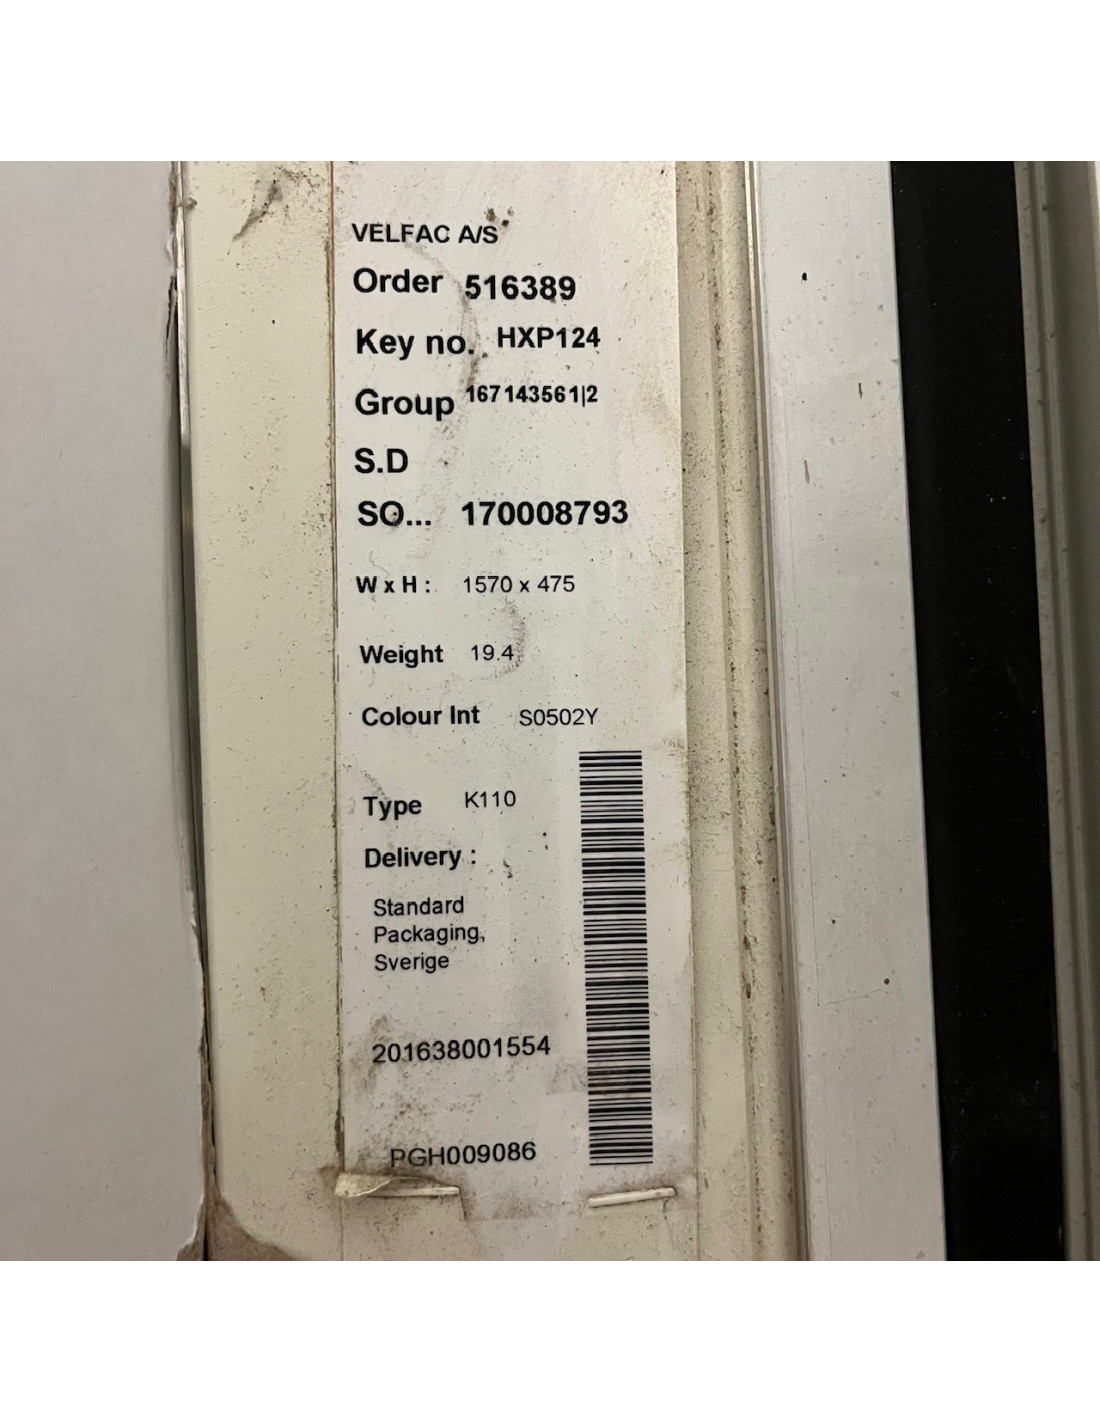 VELFAC A/S
Order 516389
Key no. HXP124
Group 167143561|2
S.D
SO... 170008793
W x H : 1570 x 475
Weight 19.4
Colour Int S0502Y
Type K110
Delivery :
Standard
Packaging,
Sverige
201638001554
PGH009086